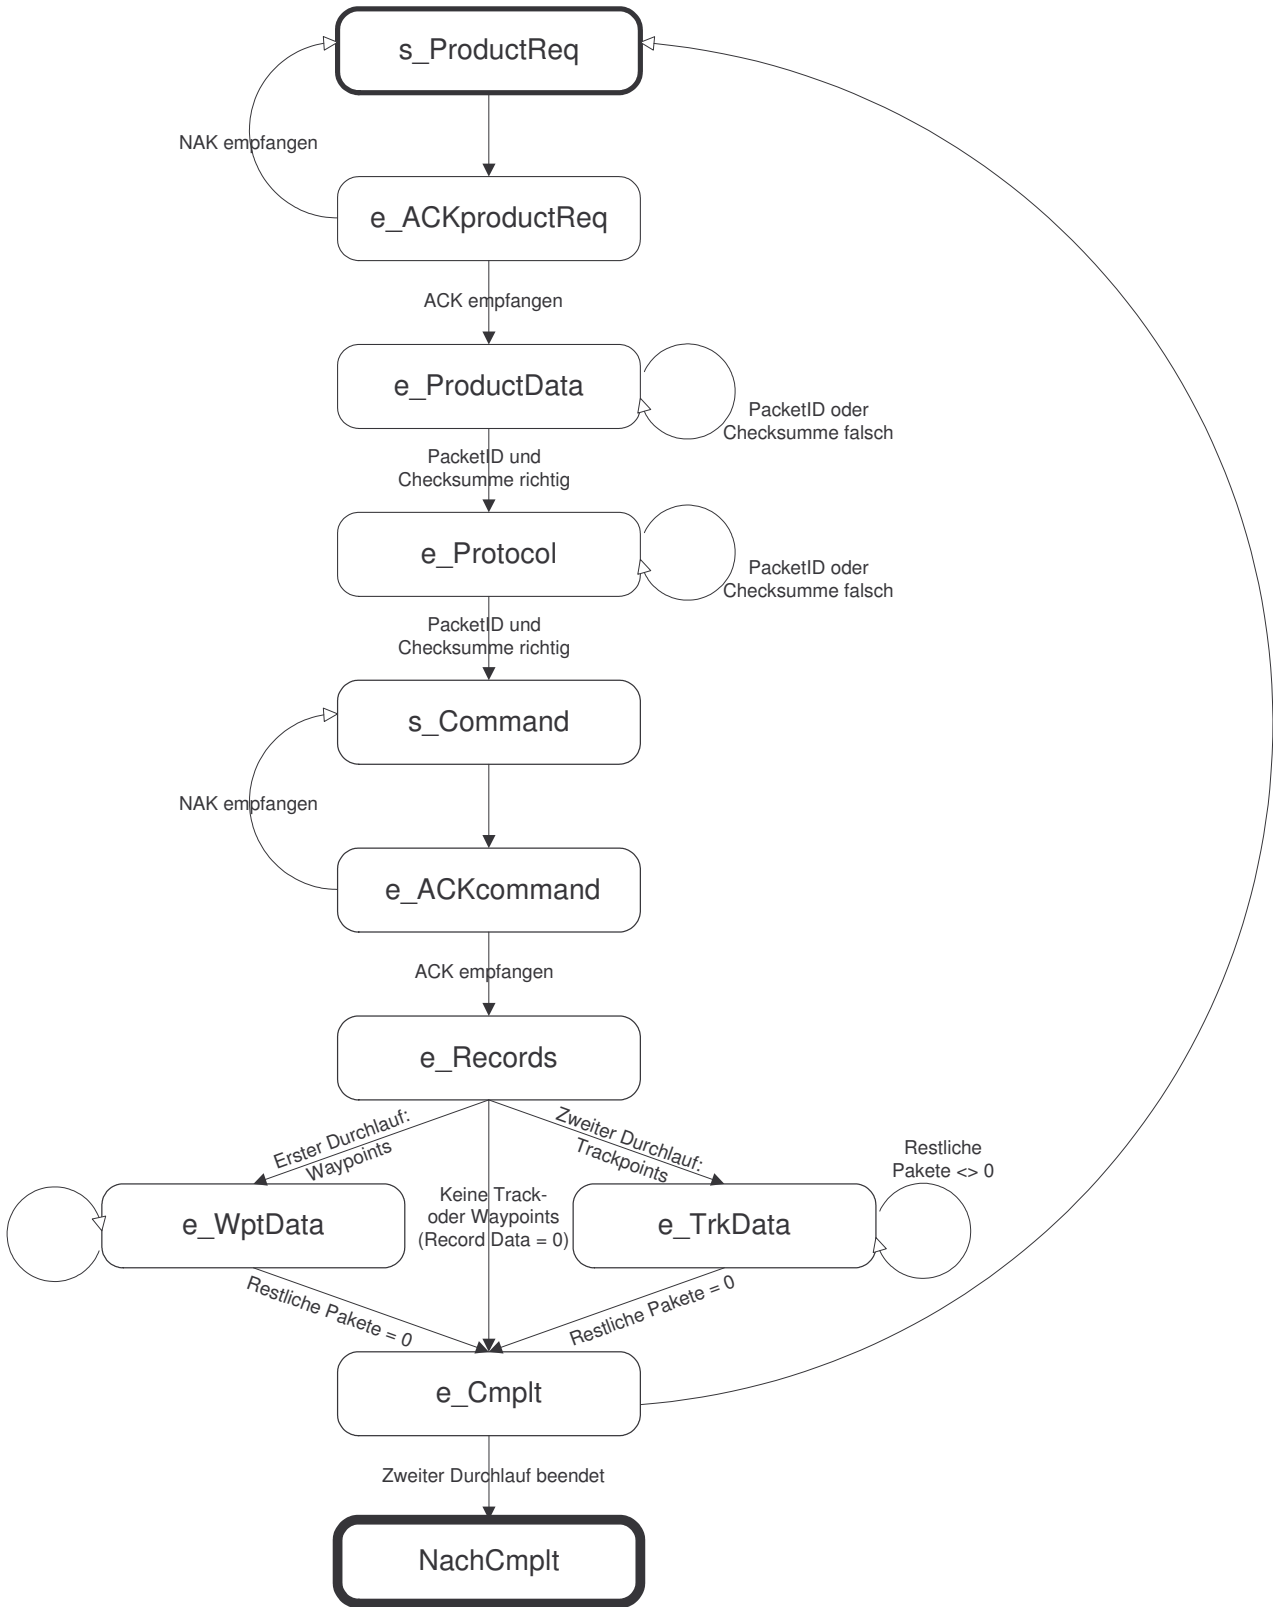 s_ProductReq
NAK empfangen
e_ACKproductReq
ACK empfangen
e_ProductData
PacketID oder
Checksumme falsch
PacketID und
Checksumme richtig
e_Protocol
PacketID oder
Checksumme falsch
PacketID und
Checksumme richtig
s_Command
NAK empfangen
e_ACKcommand
ACK empfangen
e_Records
Erster Durchlauf:
Waypoints
Zweiter Durchlauf:
Trackpoints
Restliche
Pakete <> 0
e_WptData
Keine Track-
oder Waypoints
(Record Data = 0)
e_TrkData
Restliche Pakete = 0
Restliche Pakete = 0
e_Cmplt
Zweiter Durchlauf beendet
NachCmplt